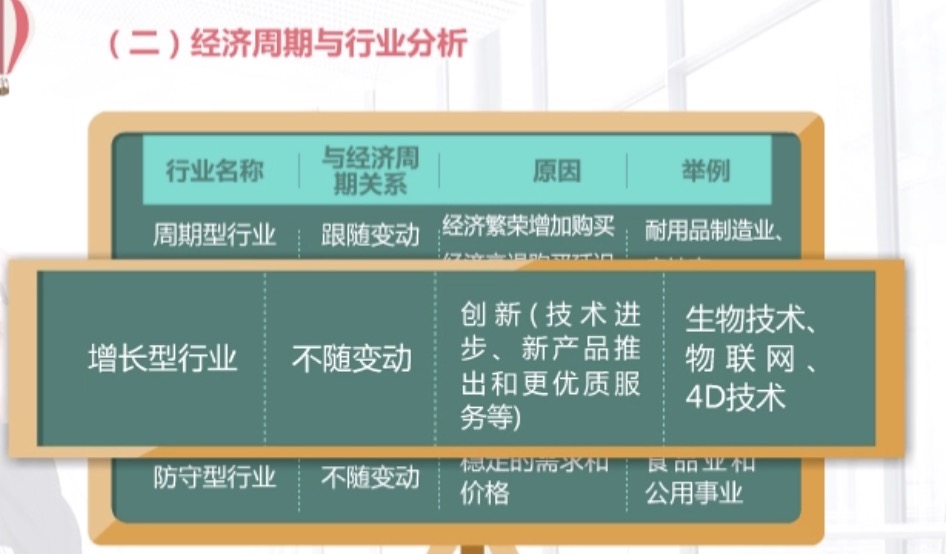 （二）经济周期与行业分析
行业名称
与经济周
期关系
原因
举例
周期型行业
跟随变动
经济繁荣增加购买
耐用品制造业、
增长型行业
不随变动
创新(技术进
步、新产品推
出和更优质服
务等)
生物技术、
物联网、
4D技术
防守型行业
不随变动
稳定的需求和
价格
食品业和
公用事业